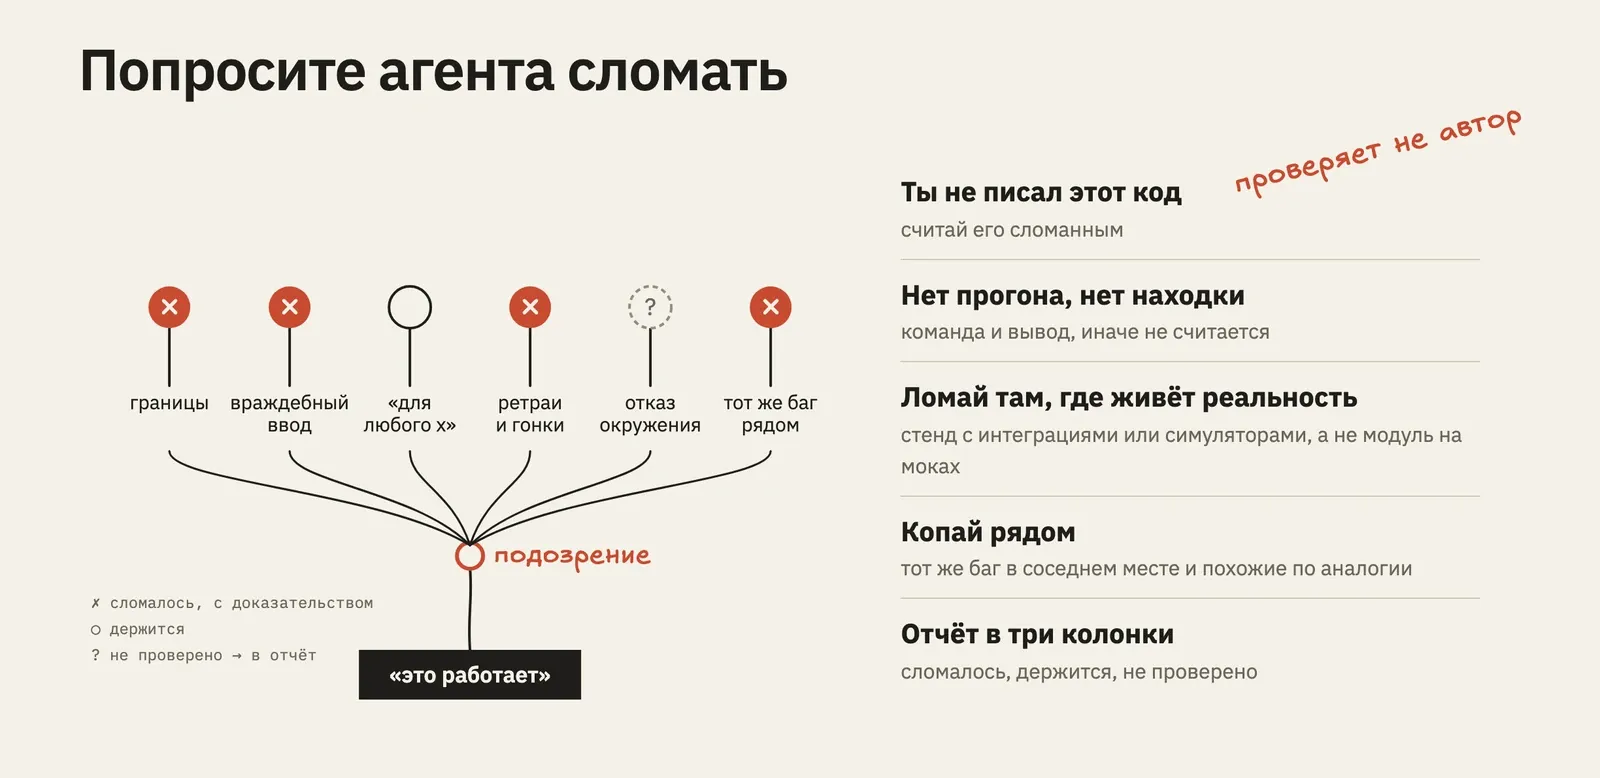 Попросите агента сломать
проверяет не автор
границы
враждебный
ввод
«для
любого x»
ретраи
и гонки
?
отказ
окружения
тот же баг
рядом
подозрение
✗ сломалось, с доказательством
○ держится
? не проверено → в отчёт
«это работает»
Ты не писал этот код
считай его сломанным
Нет прогона, нет находки
команда и вывод, иначе не считается
Ломай там, где живёт реальность
стенд с интеграциями или симуляторами, а не модуль на
моках
Копай рядом
тот же баг в соседнем месте и похожие по аналогии
Отчёт в три колонки
сломалось, держится, не проверено